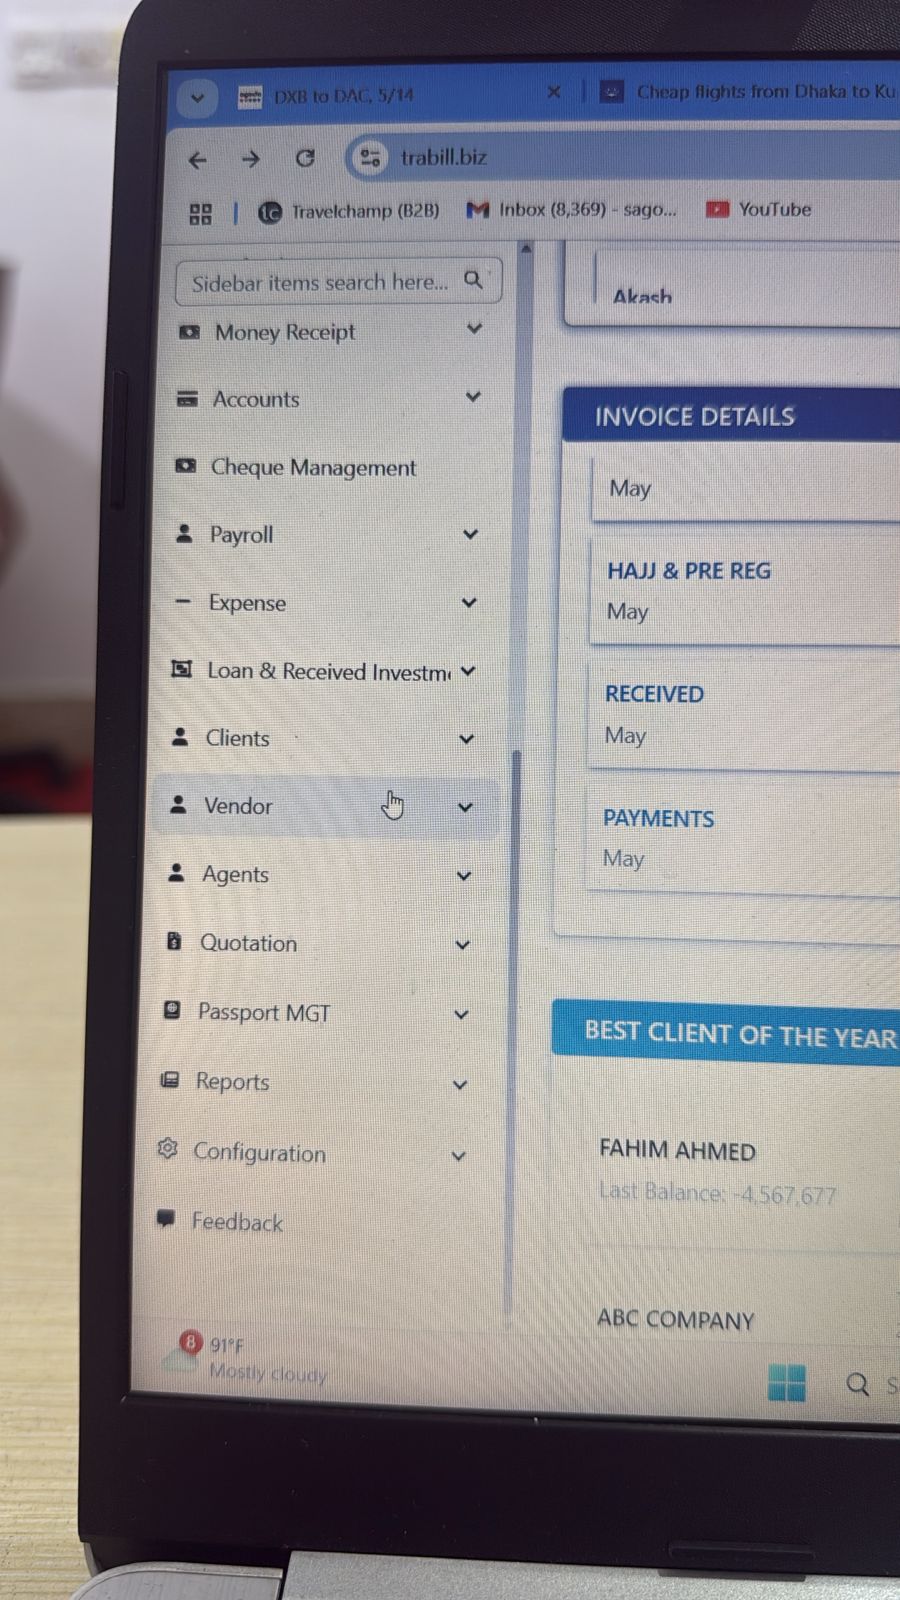 DXB to DAC, 5/14
Cheap flights from Dhaka to Ku
trabill.biz
Travelchamp (B2B)
Inbox (8,369) - sago...
YouTube
Sidebar items search here...
Money Receipt
Accounts
Cheque Management
Payroll
Expense
Loan & Received Investm
Clients
Vendor
Agents
Quotation
Passport MGT
Reports
Configuration
Feedback
Akash
INVOICE DETAILS
May
HAJJ & PRE REG
May
RECEIVED
May
PAYMENTS
May
BEST CLIENT OF THE YEAR
FAHIM AHMED
Last Balance: -4,567,677
ABC COMPANY
8
91°F
Mostly cloudy
S